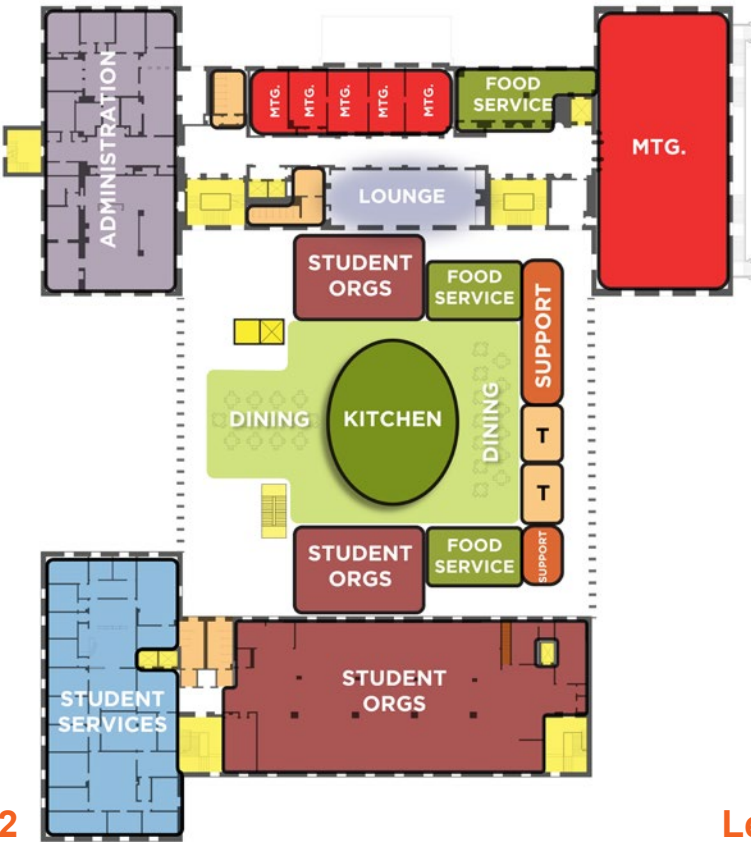 ADMINISTRATION
MTG.
MTG.
MTG.
MTG.
MTG.
FOOD
SERVICE
MTG.
LOUNGE
STUDENT
ORGS
FOOD
SERVICE
SUPPORT
DINING
KITCHEN
DINING
T
T
STUDENT
ORGS
FOOD
SERVICE
SUPPORT
STUDENT
SERVICES
STUDENT
ORGS
2